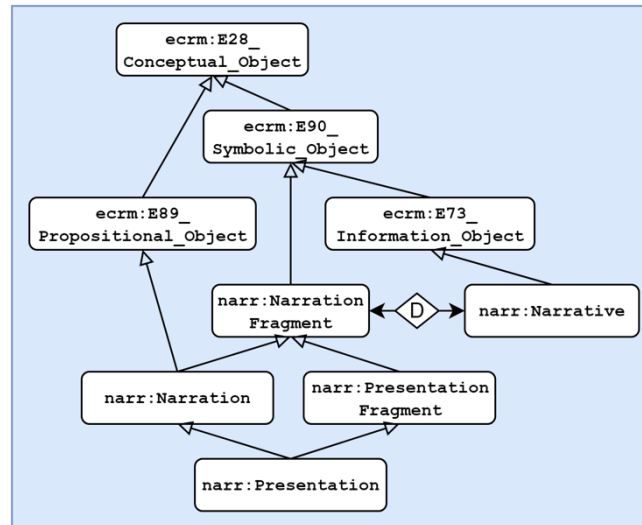 ecrm:E28_
Conceptual_Object
ecrm:E90_
Symbolic_Object
ecrm:E89_
Propositional_Object
ecrm:E73_
Information_Object
narr:Narration
Fragment
D
narr:Narrative
narr:Narration
narr:Presentation
Fragment
narr:Presentation